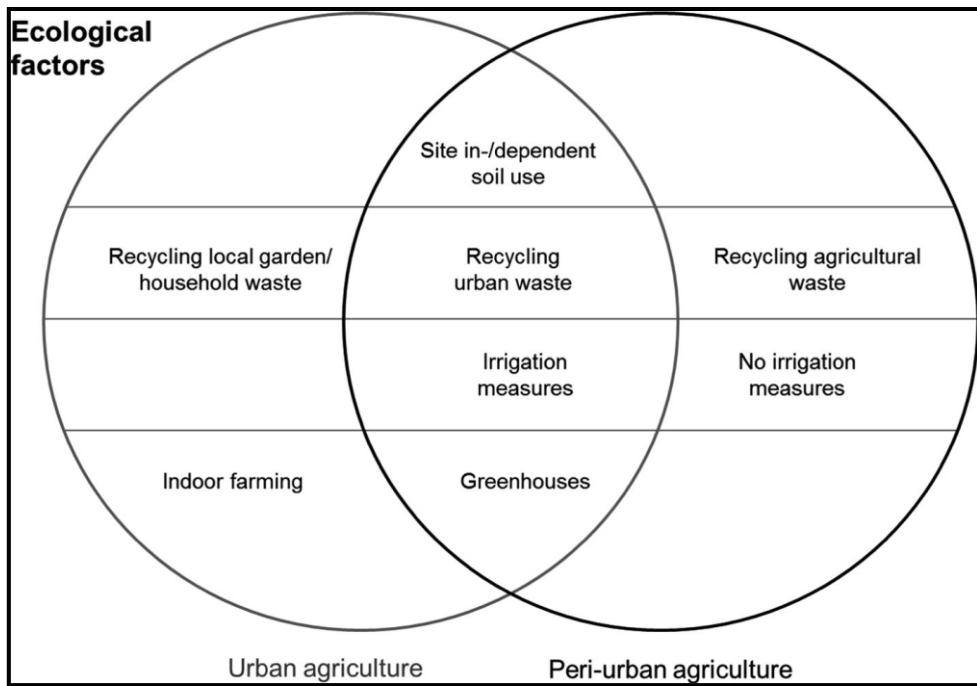 Ecological
factors
Site in-/dependent
soil use
Recycling local garden/
household waste
Recycling
urban waste
Recycling agricultural
waste
Irrigation
measures
No irrigation
measures
Indoor farming
Greenhouses
Urban agriculture
Peri-urban agriculture